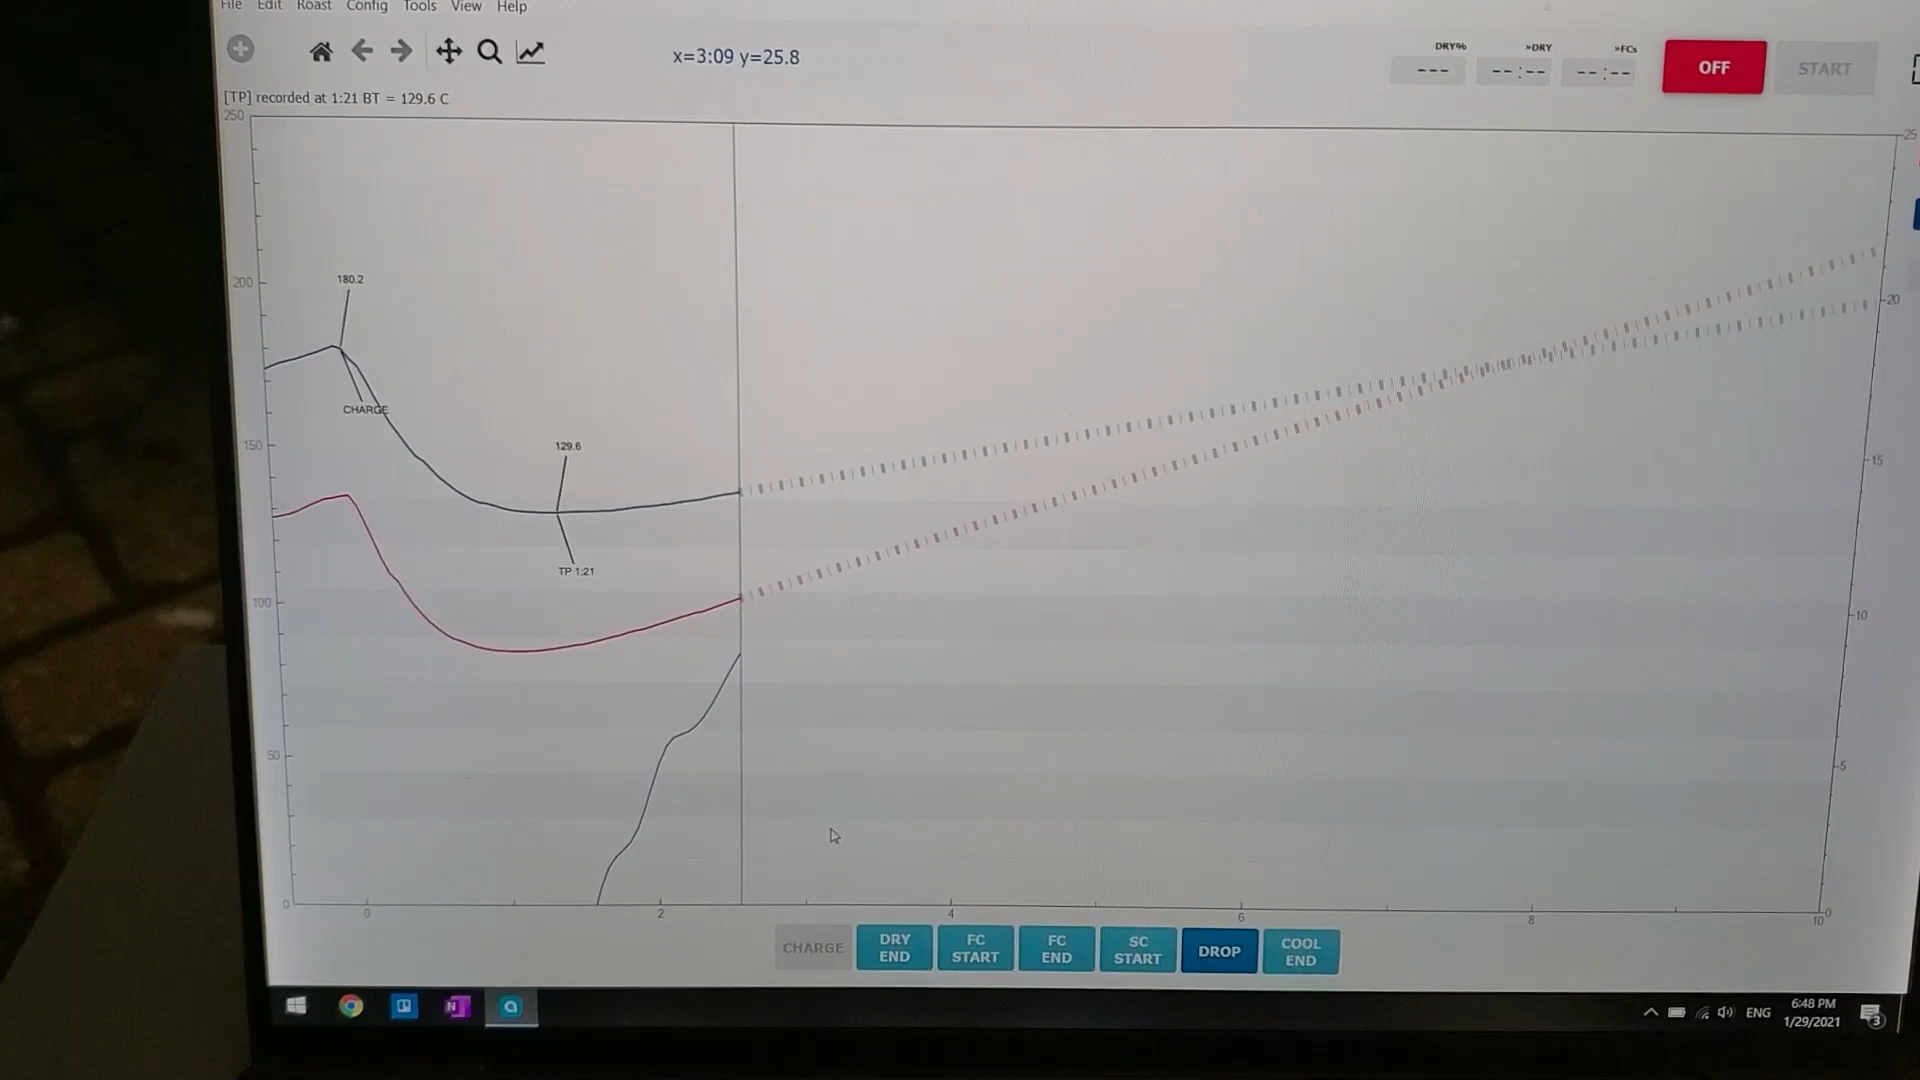 File Edit Roast Config Tools View Help
x=3:09 y=25.8
DRY% »DRY »FCs
--- --:-- --:--
OFF START
[TP] recorded at 1:21 BT = 129.6 C
250
25
180.2
200
20
CHARGE
150
129.6
15
TP 1:21
100
10
50
5
0
0
0 2 4 6 8 10
CHARGE
DRY END
FC START
FC END
SC START
DROP
COOL END
6:48 PM
ENG
1/29/2021
3